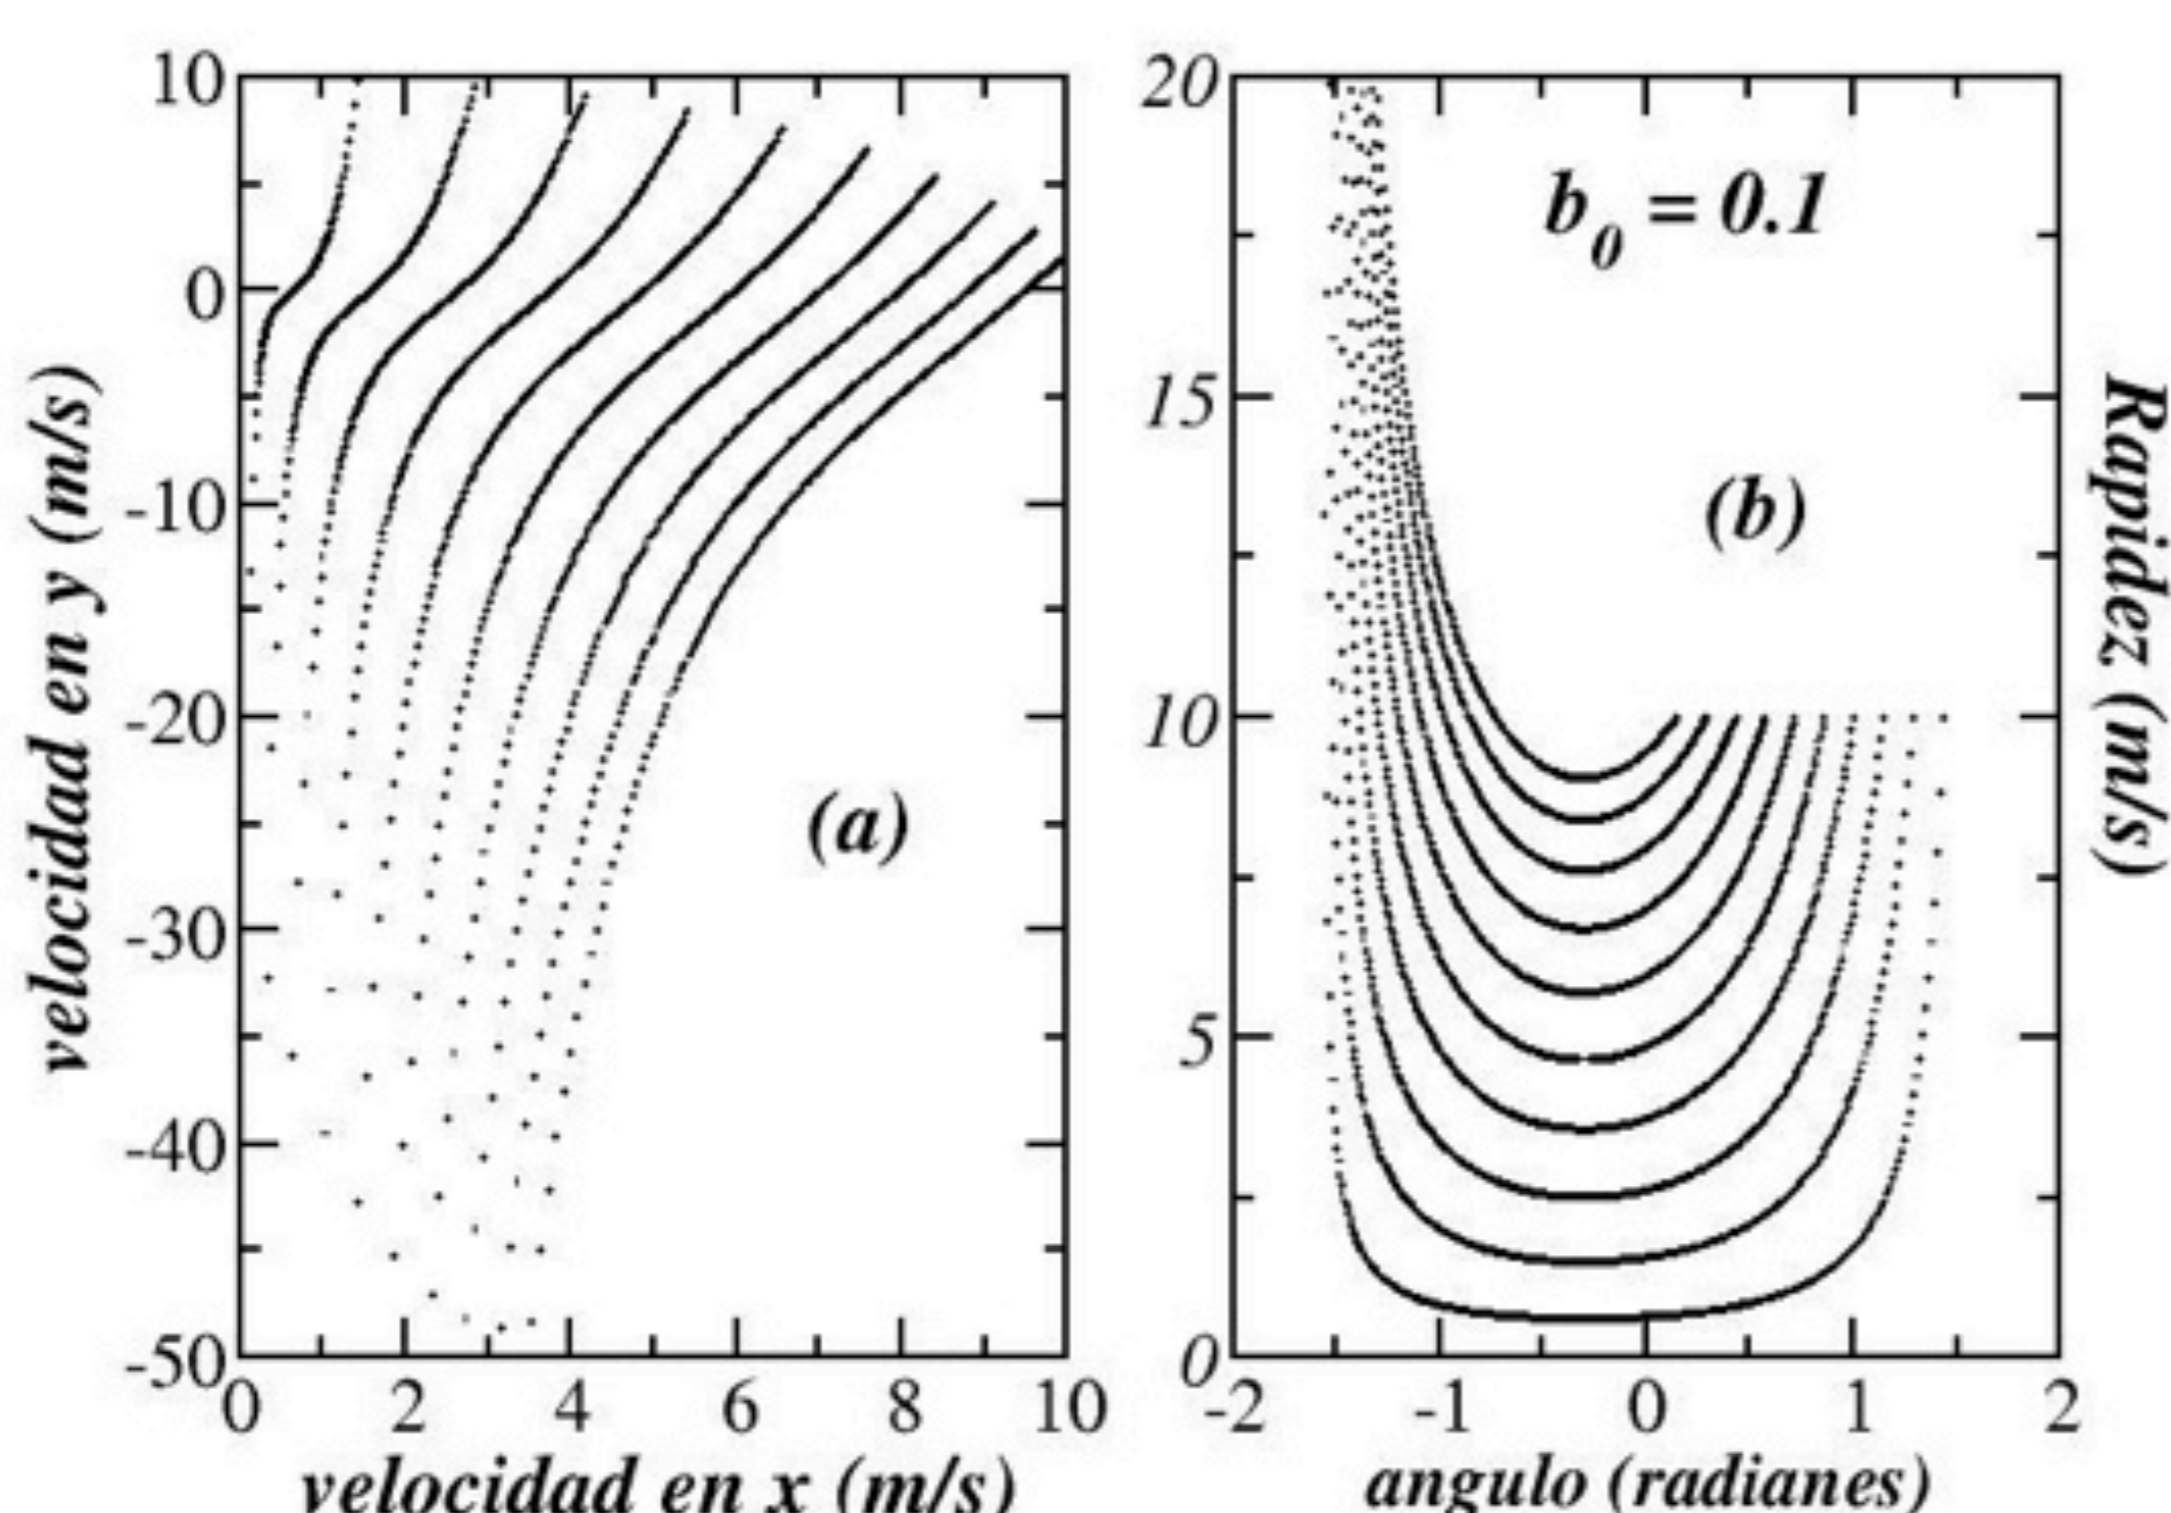 10
0
-10
-20
-30
-40
-50
0 2 4 6 8 10
velocidad en y (m/s)
velocidad en x (m/s)
(a)
20
15
10
5
0
-2 -1 0 1 2
b0 = 0.1
(b)
angulo (radianes)
Rapidez (m/s)